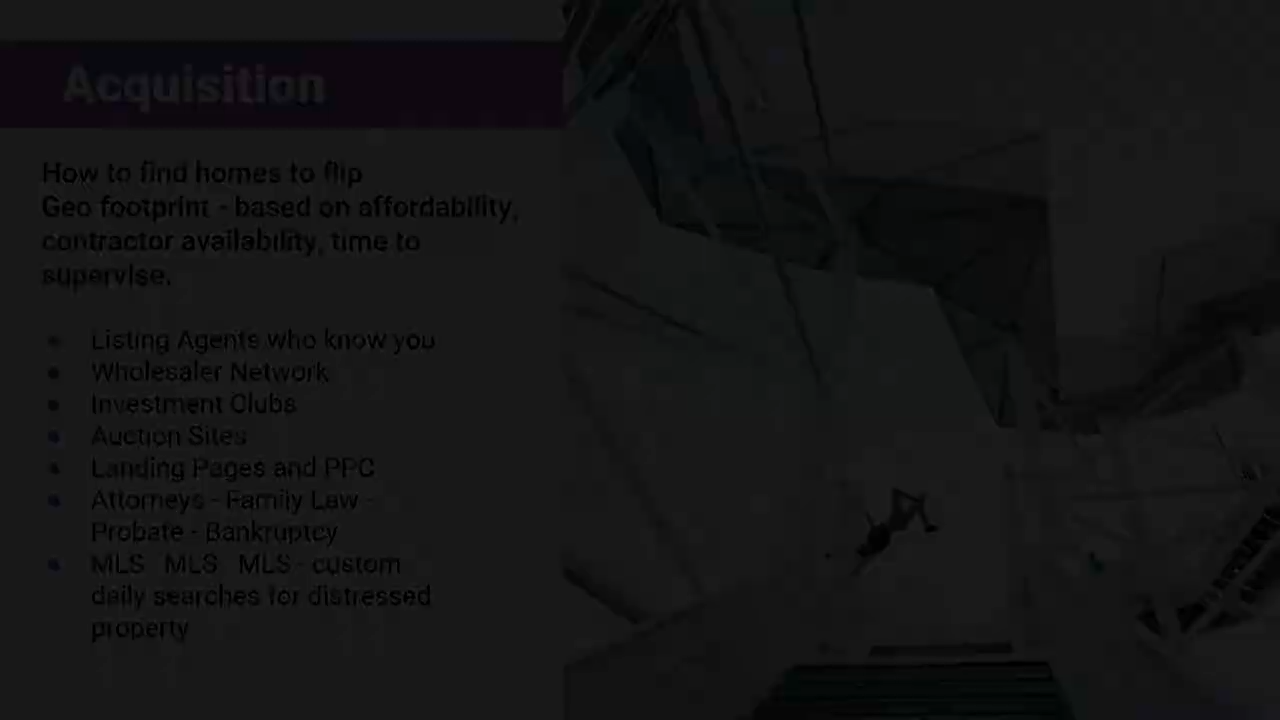 Acquisition
How to find homes to flip
Geo footprint - based on affordability,
contractor availability, time to
supervise.
Listing Agents who know you
Wholesaler Network
Investment Clubs
Auction Sites
Landing Pages and PPC
Attorneys - Family Law -
Probate - Bankruptcy
MLS MLS MLS - custom
daily searches for distressed
property